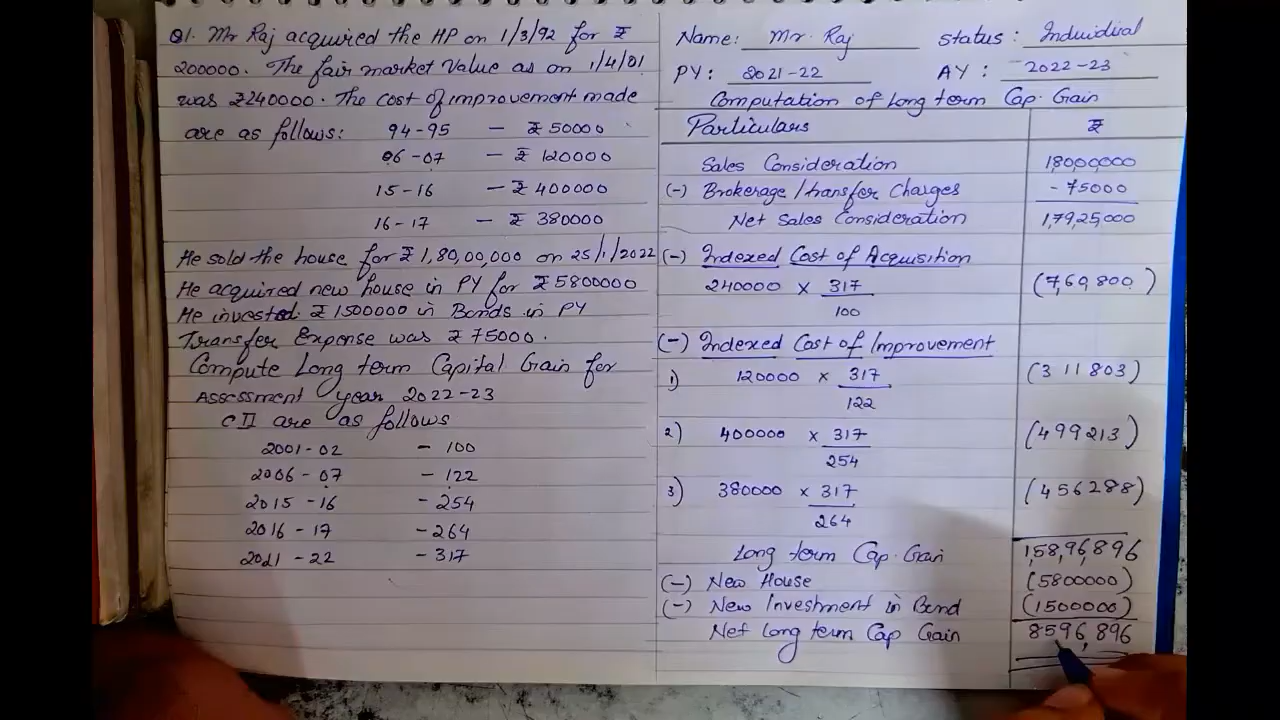 Q1. Mr Raj acquired the HP on 1/3/92 for ₹
200000. The fair market value as on 1/4/01
was ₹240000. The cost of improvement made
are as follows: 94-95 - ₹ 50000
06-07 - ₹ 120000
15-16 - ₹ 400000
16-17 - ₹ 380000
He sold the house for ₹ 1,80,00,000 on 25/1/2022
He acquired new house in PY for ₹ 5800000
He invested ₹ 1500000 in Bonds in PY
Transfer Expense was ₹ 75000.
Compute Long term Capital Gain for
Assessment year 2022-23
CII are as follows
2001-02 - 100
2006-07 - 122
2015-16 - 254
2016-17 - 264
2021-22 - 317
Name: Mr. Raj Status: Individual
PY: 2021-22 AY: 2022-23
Computation of Long term Cap. Gain
Particulars ₹
Sales Consideration 1,80,00,000
(-) Brokerage/transfer Charges - 75000
Net Sales Consideration 1,79,25,000
(-) Indexed Cost of Acquisition
240000 x 317 (7,60,800)
100
(-) Indexed Cost of Improvement
1) 120000 x 317 (311803)
122
2) 400000 x 317 (499213)
254
3) 380000 x 317 (456288)
264
Long term Cap. Gain 1,58,96,896
(-) New House (5800000)
(-) New Investment in Bond (1500000)
Net Long term Cap Gain 8596,896